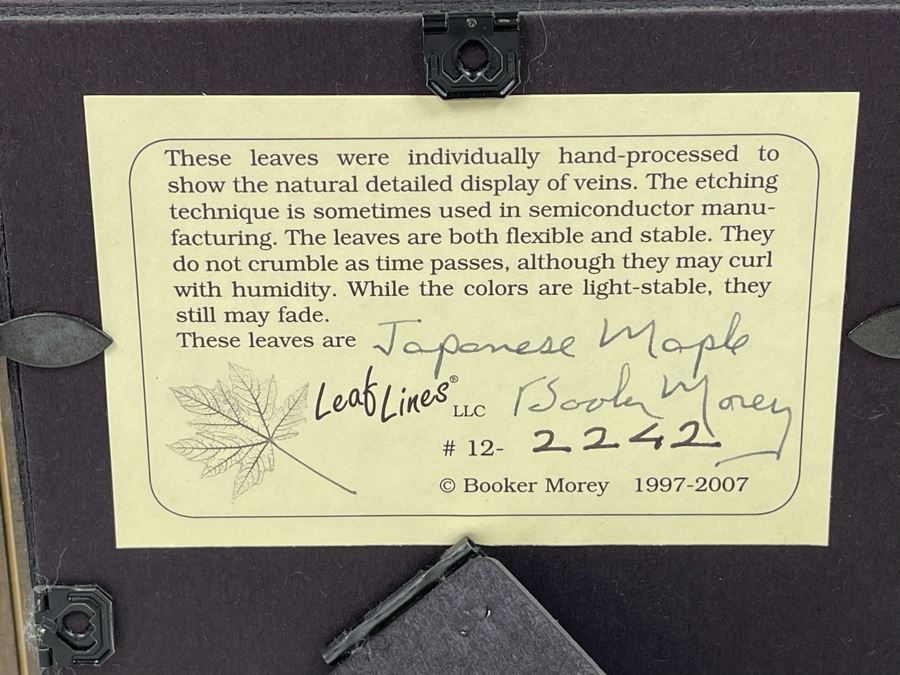 These leaves were individually hand-processed to
show the natural detailed display of veins. The etching
technique is sometimes used in semiconductor manu-
facturing. The leaves are both flexible and stable. They
do not crumble as time passes, although they may curl
with humidity. While the colors are light-stable, they
still may fade.
These leaves are Japanese Maple
Leaf Lines® LLC Booker Morey
# 12- 2242
© Booker Morey 1997-2007